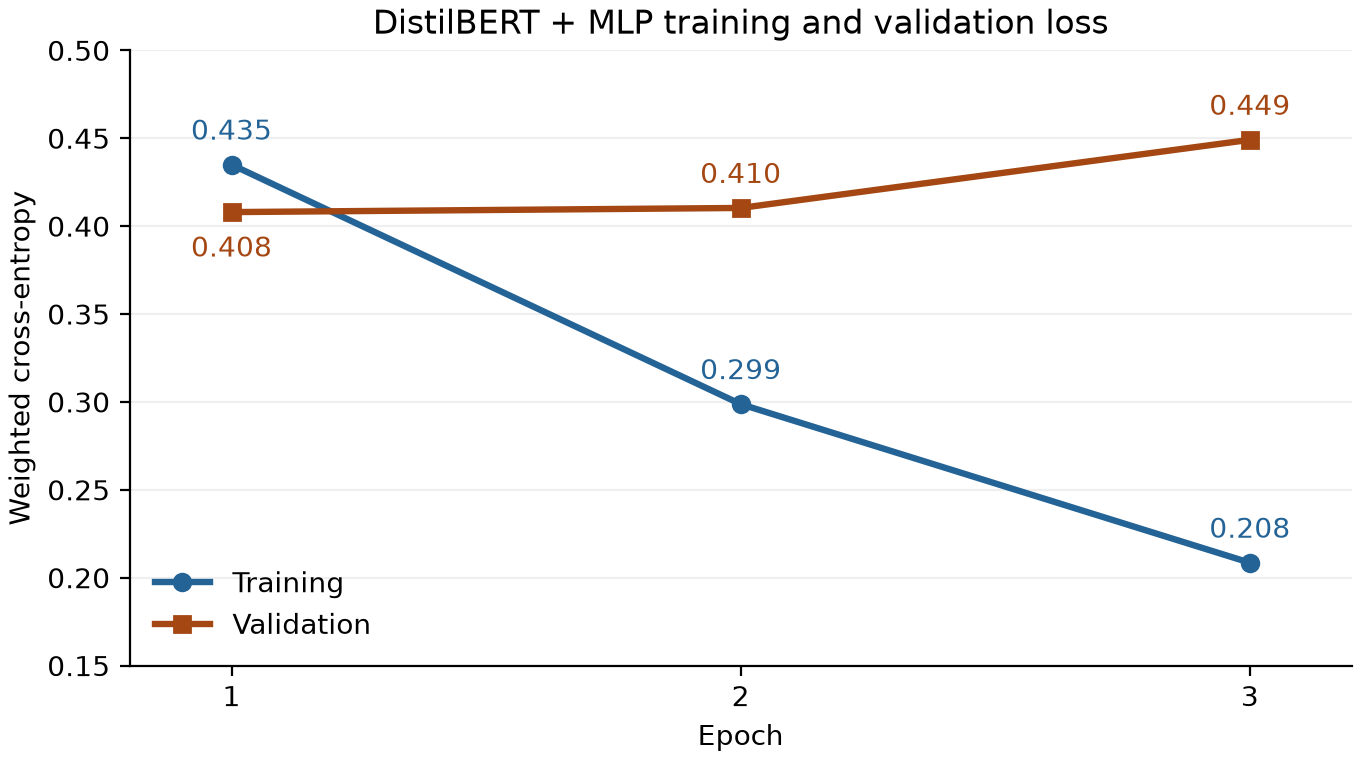 DistilBERT + MLP training and validation loss
Weighted cross-entropy
0.50
0.45
0.40
0.35
0.30
0.25
0.20
0.15
0.435
0.408
0.410
0.449
0.299
0.208
Training
Validation
1 2 3
Epoch